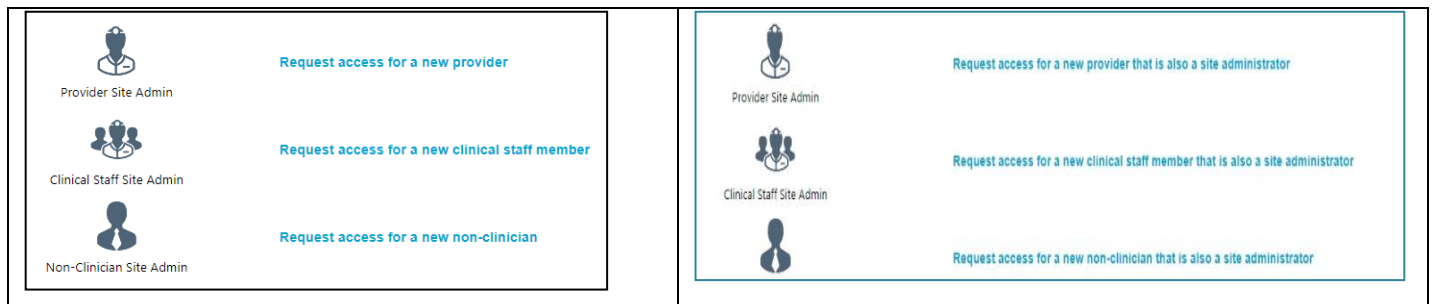 Request access for a new provider
Provider Site Admin
Request access for a new clinical staff member
Clinical Staff Site Admin
Request access for a new non-clinician
Non-Clinician Site Admin
Request access for a new provider that is also a site administrator
Provider Site Admin
Request access for a new clinical staff member that is also a site administrator
Clinical Staff Site Admin
Request access for a new non-clinician that is also a site administrator